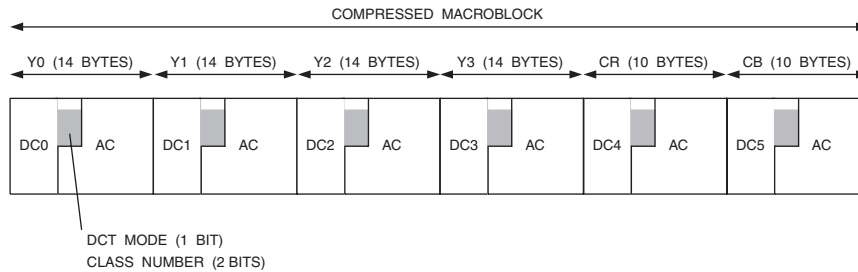 COMPRESSED MACROBLOCK
Y0 (14 BYTES) Y1 (14 BYTES) Y2 (14 BYTES) Y3 (14 BYTES) CR (10 BYTES) CB (10 BYTES)
DC0 AC DC1 AC DC2 AC DC3 AC DC4 AC DC5 AC
DCT MODE (1 BIT)
CLASS NUMBER (2 BITS)